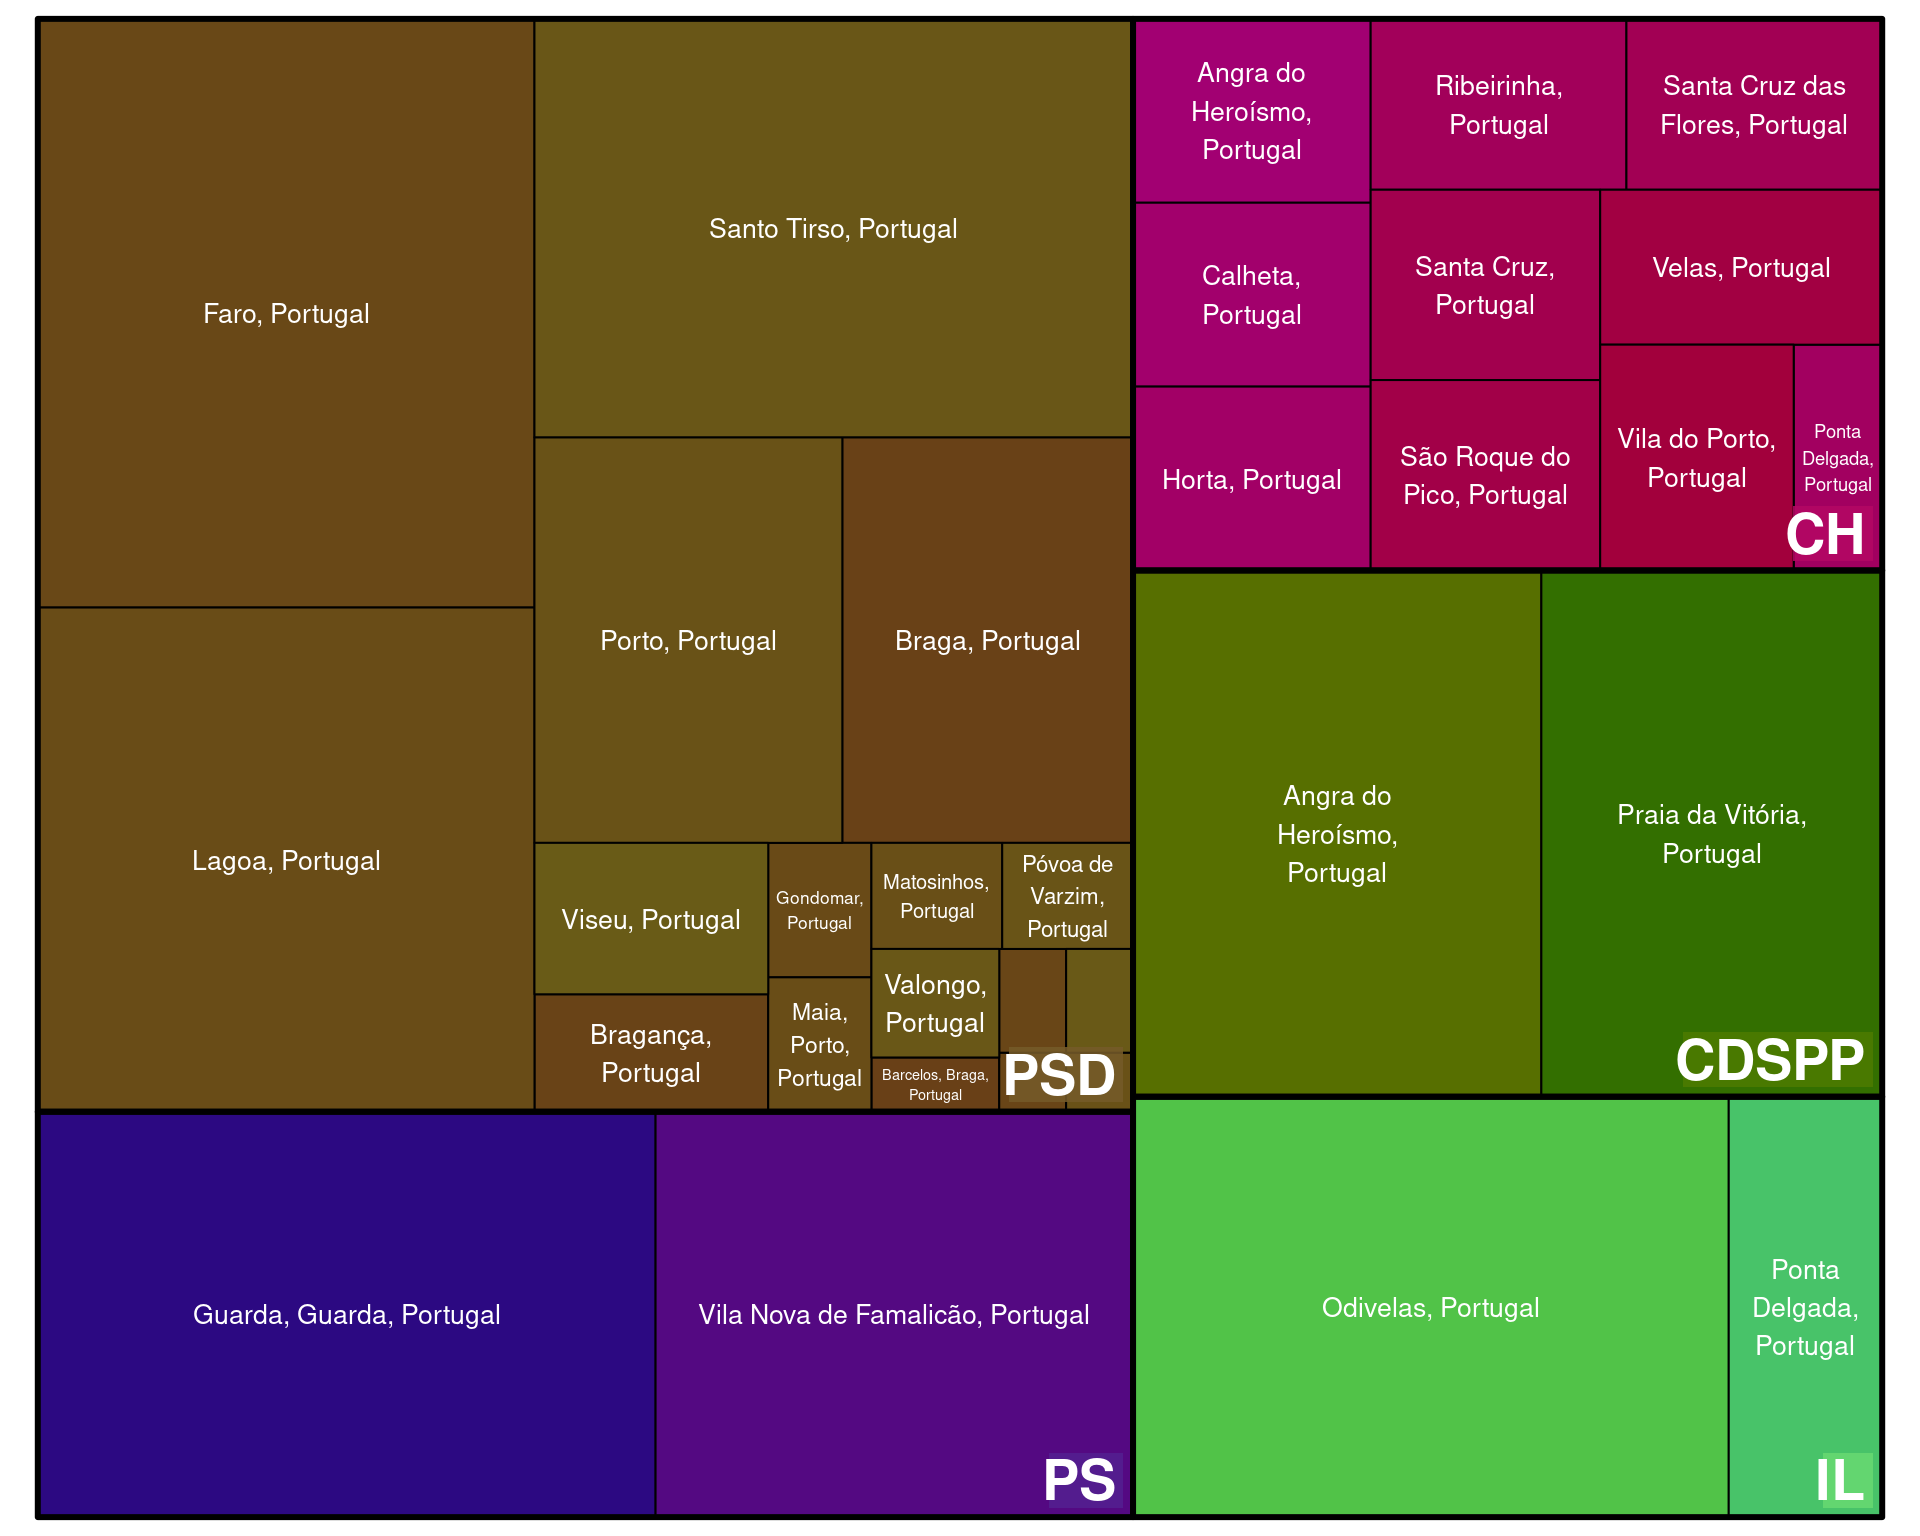 Faro, Portugal
Lagoa, Portugal
Santo Tirso, Portugal
Porto, Portugal
Braga, Portugal
Viseu, Portugal
Bragança,
Portugal
Gondomar,
Portugal
Maia,
Porto,
Portugal
Matosinhos,
Portugal
Póvoa de
Varzim,
Portugal
Valongo,
Portugal
Barcelos, Braga,
Portugal
PSD
Guarda, Guarda, Portugal
Vila Nova de Famalicão, Portugal
PS
Angra do
Heroísmo,
Portugal
Calheta,
Portugal
Horta, Portugal
Ribeirinha,
Portugal
Santa Cruz das
Flores, Portugal
Santa Cruz,
Portugal
Velas, Portugal
São Roque do
Pico, Portugal
Vila do Porto,
Portugal
Ponta
Delgada,
Portugal
CH
Angra do
Heroísmo,
Portugal
Praia da Vitória,
Portugal
CDSPP
Odivelas, Portugal
Ponta
Delgada,
Portugal
IL